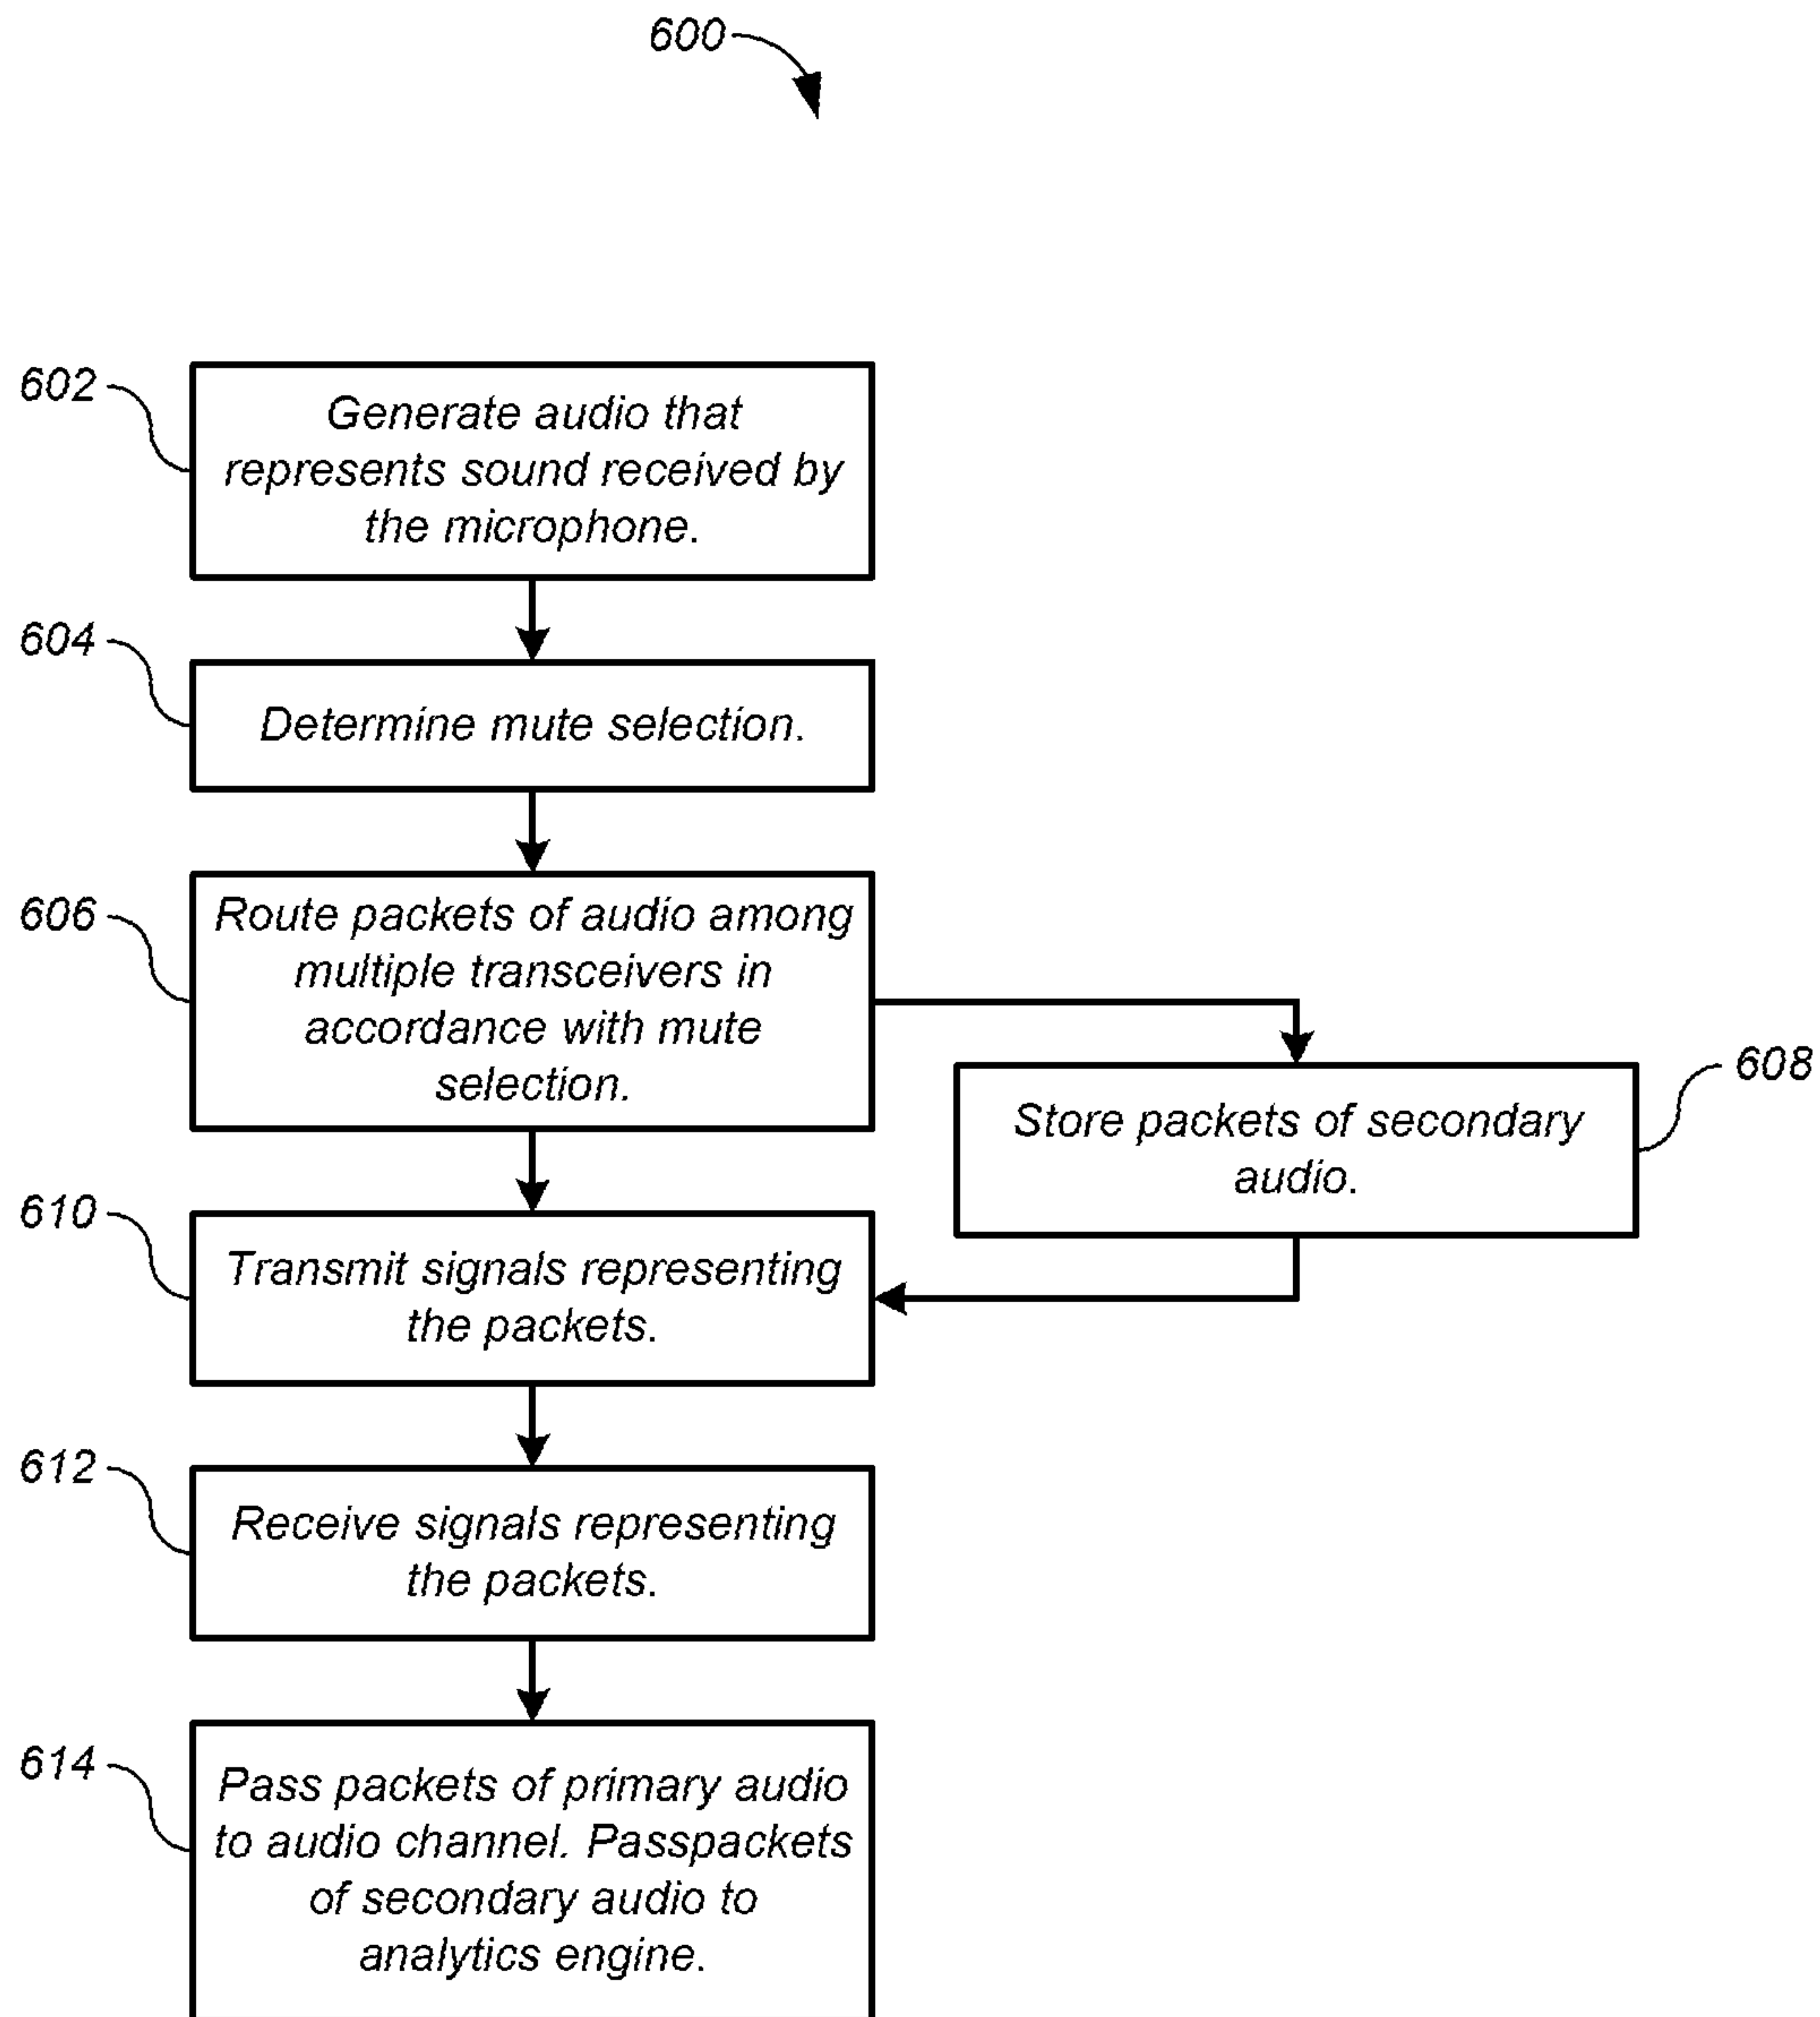 600
602
Generate audio that
represents sound received by
the microphone.
604
Determine mute selection.
606
Route packets of audio among
multiple transceivers in
accordance with mute
selection.
608
Store packets of secondary
audio.
610
Transmit signals representing
the packets.
612
Receive signals representing
the packets.
614
Pass packets of primary audio
to audio channel. Passpackets
of secondary audio to
analytics engine.